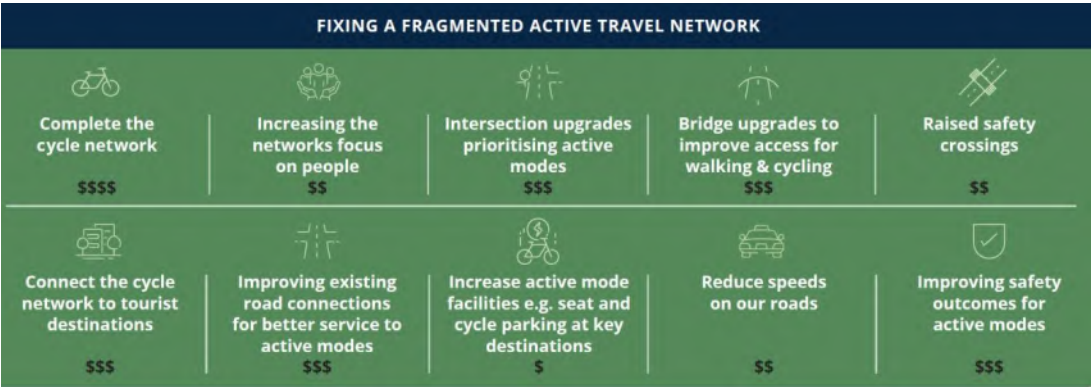 FIXING A FRAGMENTED ACTIVE TRAVEL NETWORK
Complete the
cycle network
$$$$
Increasing the
networks focus
on people
$$
Intersection upgrades
prioritising active
modes
$$$
Bridge upgrades to
improve access for
walking & cycling
$$$
Raised safety
crossings
$$
Connect the cycle
network to tourist
destinations
$$$
Improving existing
road connections
for better service to
active modes
$$$
Increase active mode
facilities e.g. seat and
cycle parking at key
destinations
$
Reduce speeds
on our roads
$$
Improving safety
outcomes for
active modes
$$$